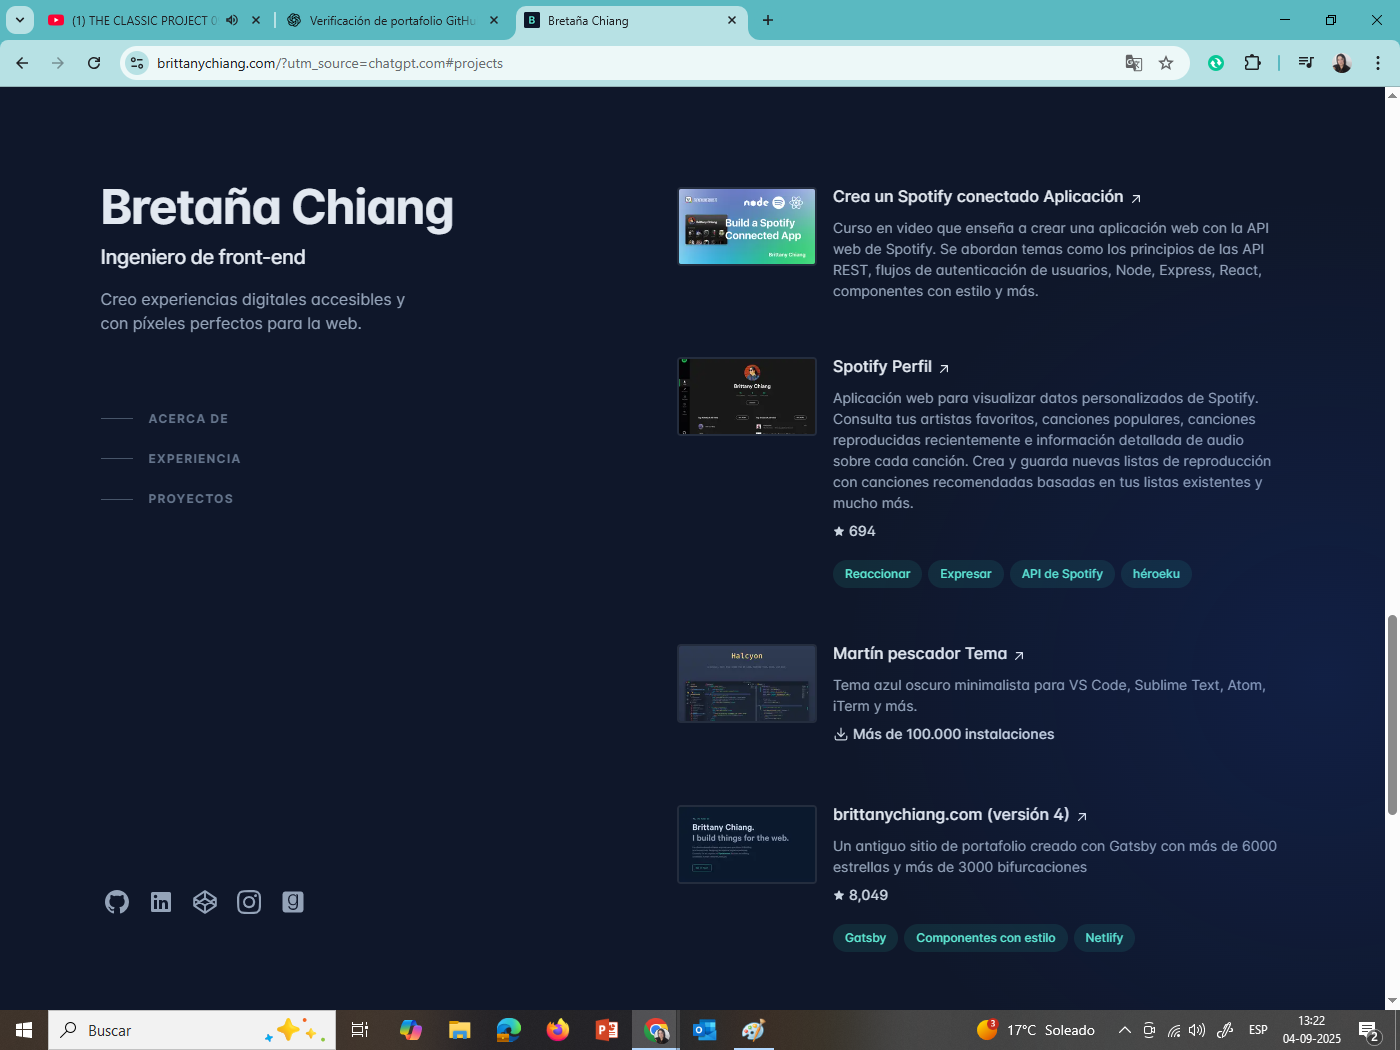 (1) THE CLASSIC PROJECT 0
Verificación de portafolio GitHu
B Bretaña Chiang
brittanychiang.com/?utm_source=chatgpt.com#projects
Bretaña Chiang
Ingeniero de front-end
Creo experiencias digitales accesibles y
con píxeles perfectos para la web.
ACERCA DE
EXPERIENCIA
PROYECTOS
node
Build a Spotify
Connected App
Brittany Chiang
Crea un Spotify conectado Aplicación
Curso en video que enseña a crear una aplicación web con la API
web de Spotify. Se abordan temas como los principios de las API
REST, flujos de autenticación de usuarios, Node, Express, React,
componentes con estilo y más.
Brittany Chiang
Spotify Perfil
Aplicación web para visualizar datos personalizados de Spotify.
Consulta tus artistas favoritos, canciones populares, canciones
reproducidas recientemente e información detallada de audio
sobre cada canción. Crea y guarda nuevas listas de reproducción
con canciones recomendadas basadas en tus listas existentes y
mucho más.
694
Reaccionar Expresar API de Spotify héroeku
Halcyon
Martín pescador Tema
Tema azul oscuro minimalista para VS Code, Sublime Text, Atom,
iTerm y más.
Más de 100.000 instalaciones
Brittany Chiang.
I build things for the web.
brittanychiang.com (versión 4)
Un antiguo sitio de portafolio creado con Gatsby con más de 6000
estrellas y más de 3000 bifurcaciones
8,049
Gatsby Componentes con estilo Netlify
Buscar
3
17°C Soleado
ESP
13:22
04-09-2025
2